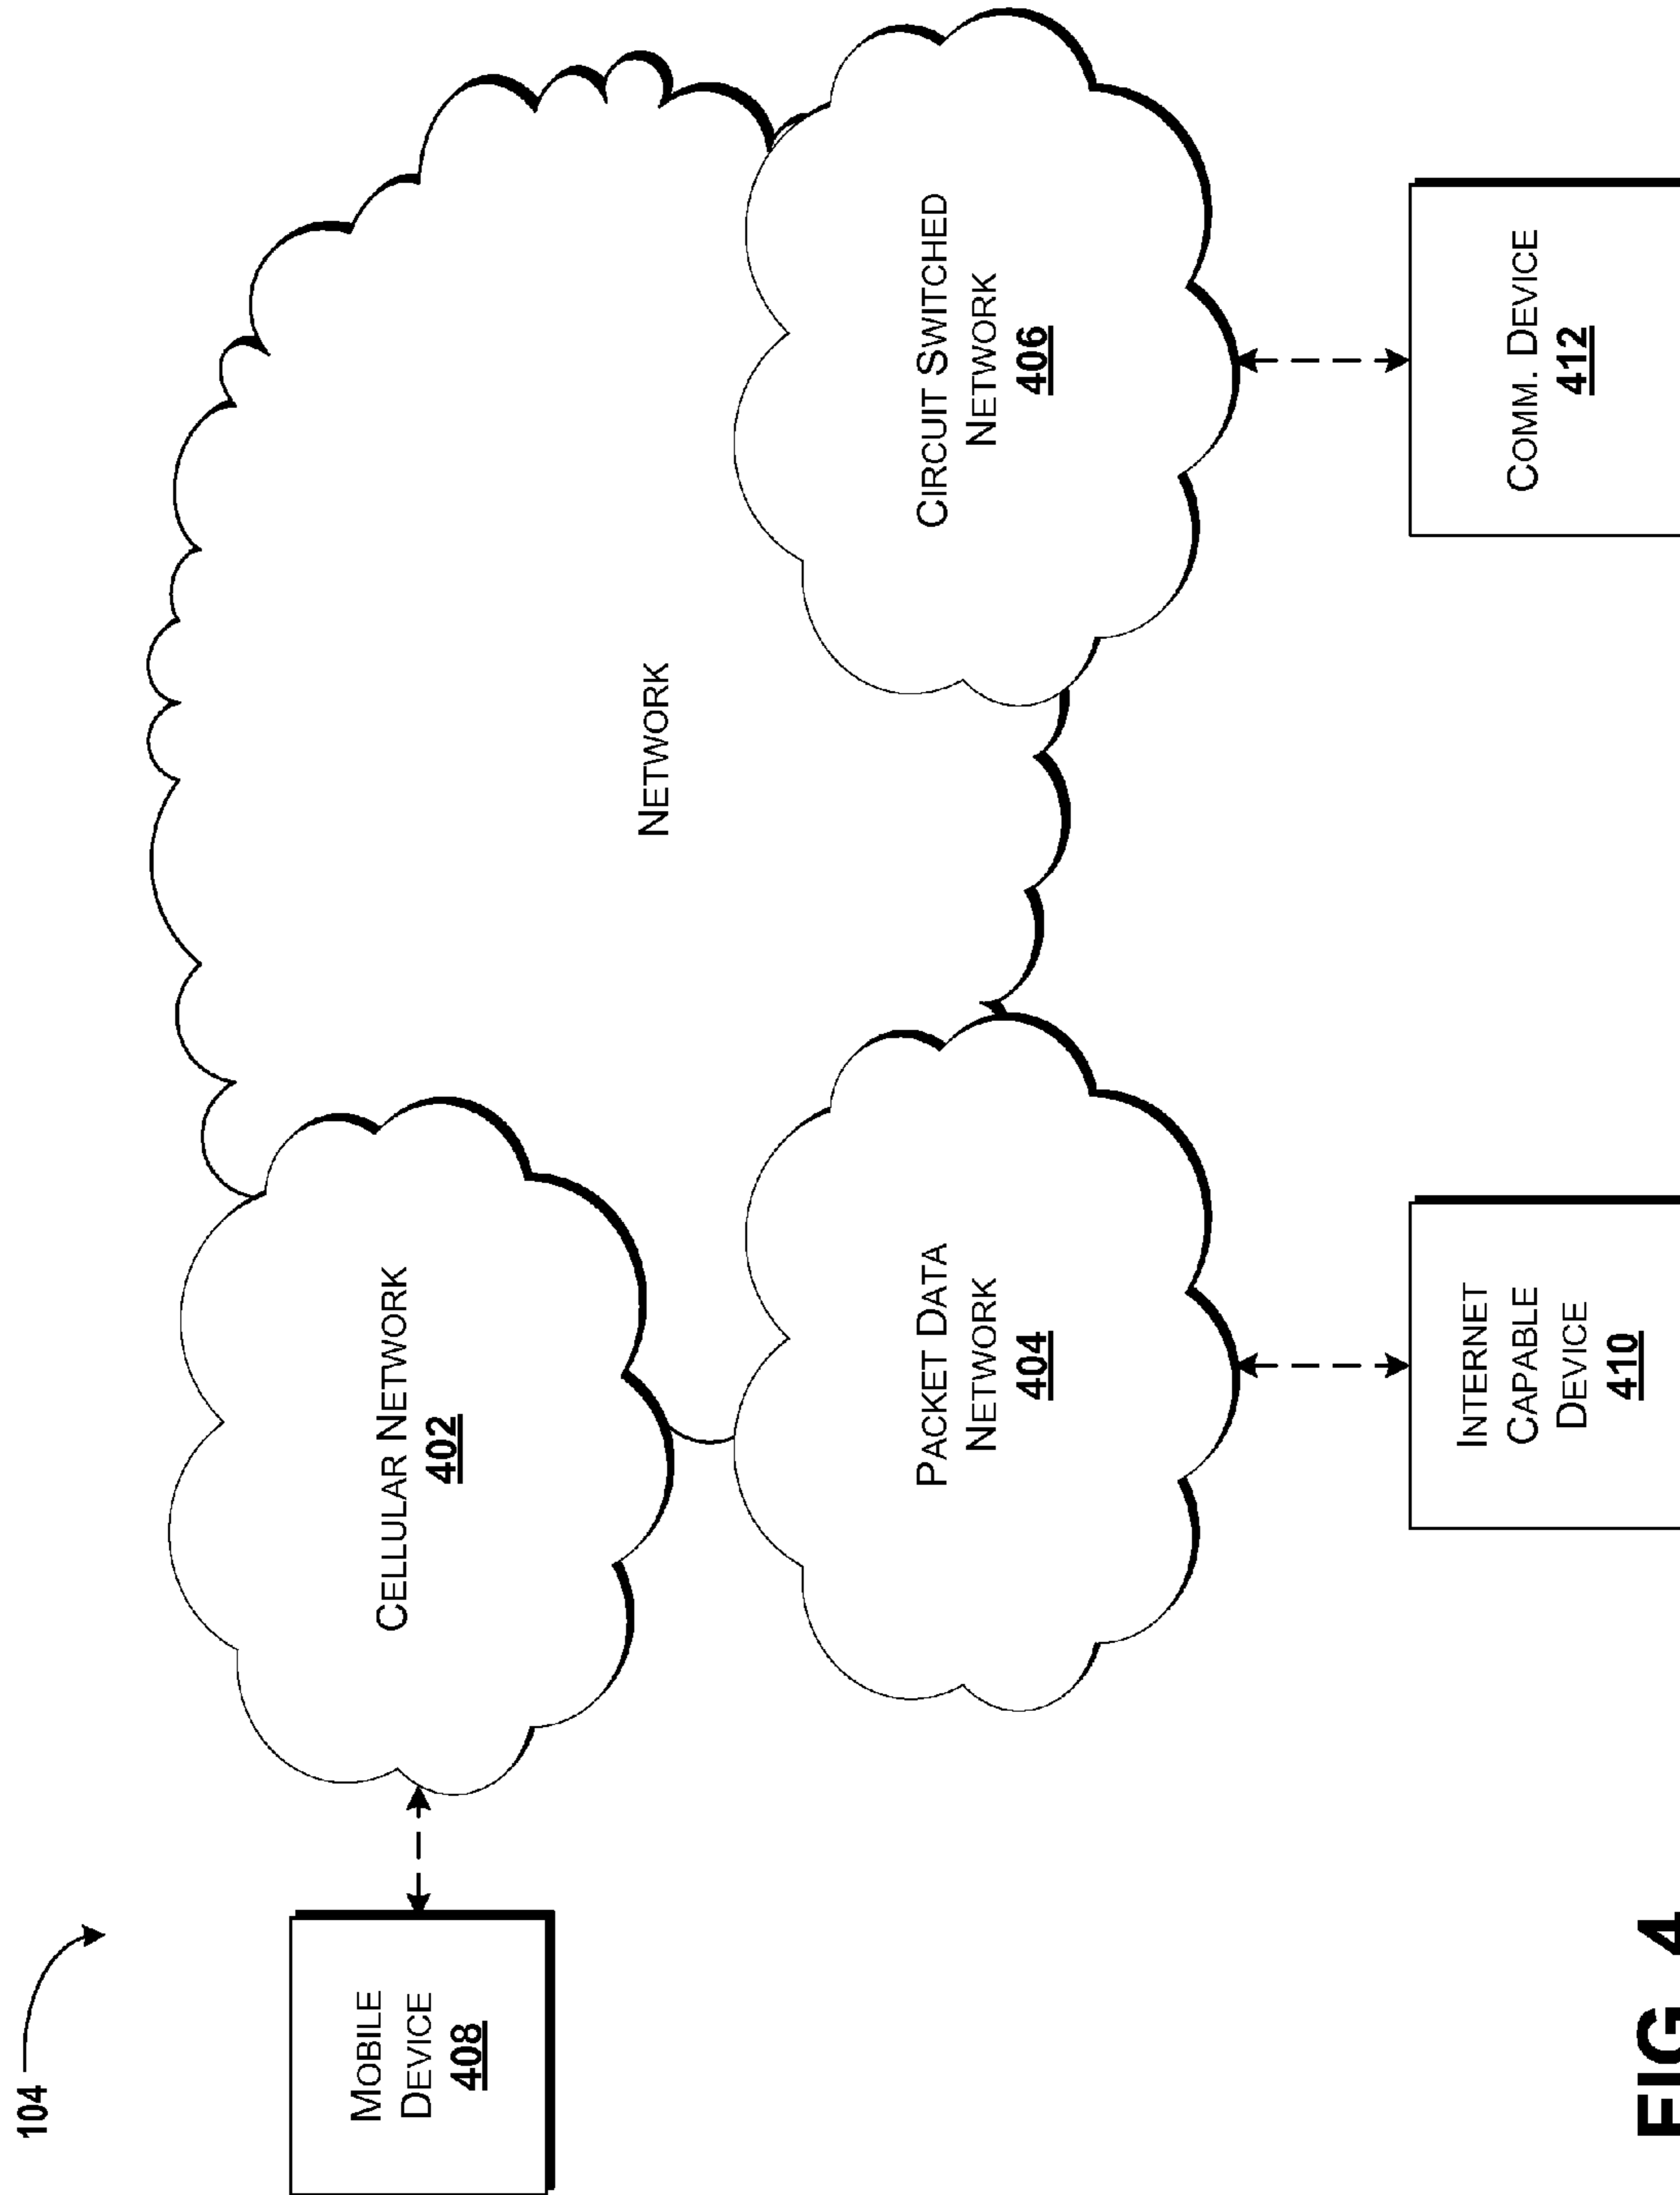 104
MOBILE
DEVICE
408
CELLULAR NETWORK
402
NETWORK
PACKET DATA
NETWORK
404
CIRCUIT SWITCHED
NETWORK
406
INTERNET
CAPABLE
DEVICE
410
COMM. DEVICE
412
FIG. 4